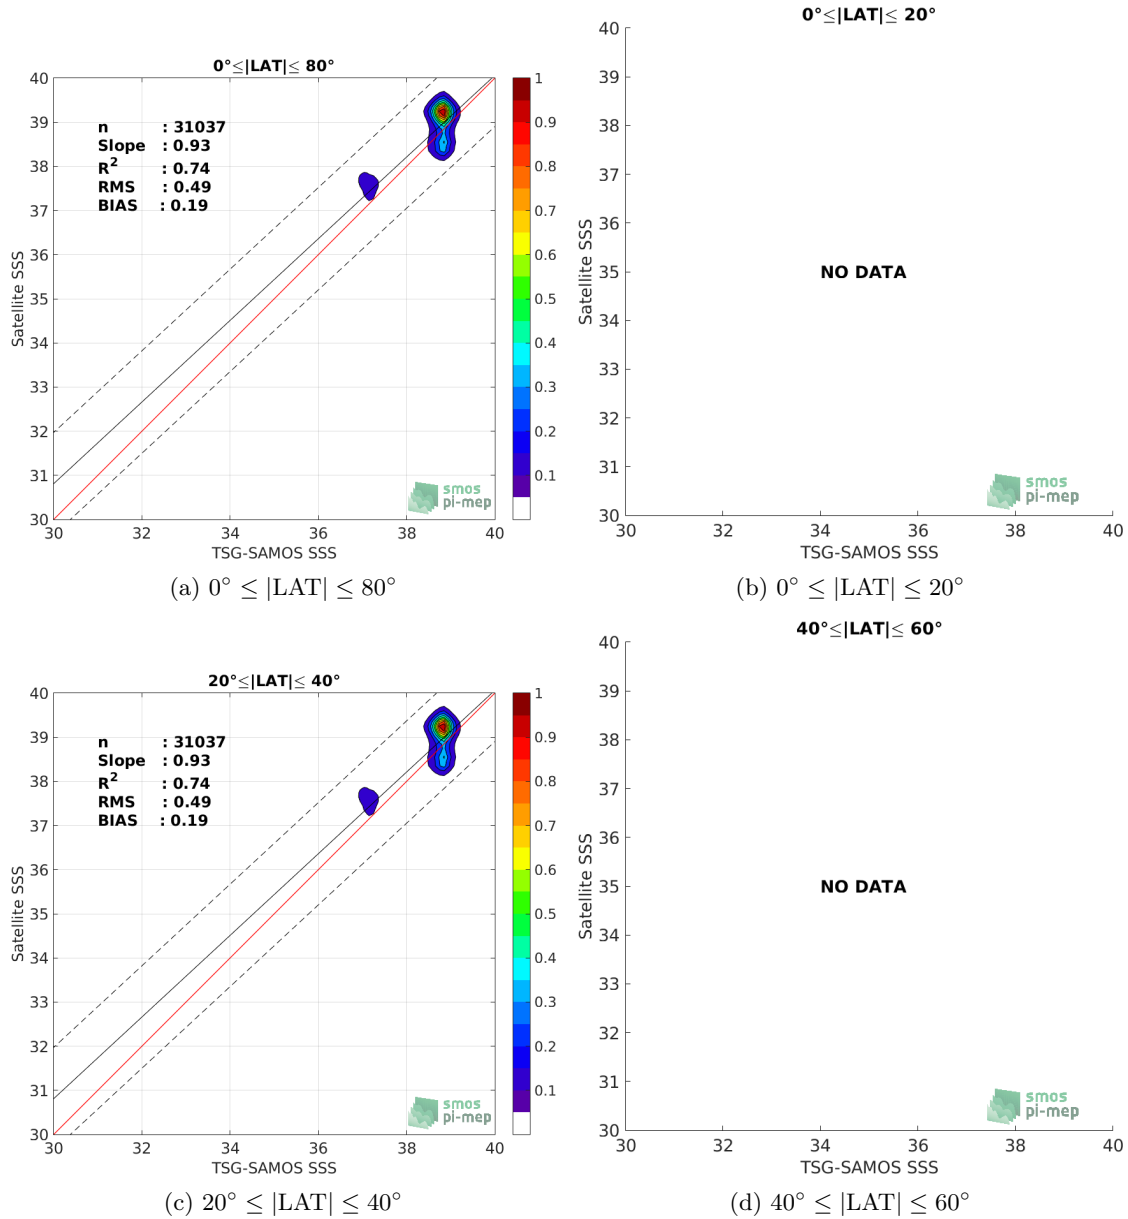 0°≤|LAT|≤ 80°
n : 31037
Slope : 0.93
R2 : 0.74
RMS : 0.49
BIAS : 0.19
40
39
38
37
36
35
34
33
32
31
30
Satellite SSS
30 32 34 36 38 40
TSG-SAMOS SSS
1
0.9
0.8
0.7
0.6
0.5
0.4
0.3
0.2
0.1
smos
pi-mep
(a) 0° ≤ |LAT| ≤ 80°
0°≤|LAT|≤ 20°
40
39
38
37
36
35
34
33
32
31
30
Satellite SSS
NO DATA
smos
pi-mep
30 32 34 36 38 40
TSG-SAMOS SSS
(b) 0° ≤ |LAT| ≤ 20°
20°≤|LAT|≤ 40°
n : 31037
Slope : 0.93
R2 : 0.74
RMS : 0.49
BIAS : 0.19
40
39
38
37
36
35
34
33
32
31
30
Satellite SSS
30 32 34 36 38 40
TSG-SAMOS SSS
1
0.9
0.8
0.7
0.6
0.5
0.4
0.3
0.2
0.1
smos
pi-mep
(c) 20° ≤ |LAT| ≤ 40°
40°≤|LAT|≤ 60°
40
39
38
37
36
35
34
33
32
31
30
Satellite SSS
NO DATA
smos
pi-mep
30 32 34 36 38 40
TSG-SAMOS SSS
(d) 40° ≤ |LAT| ≤ 60°